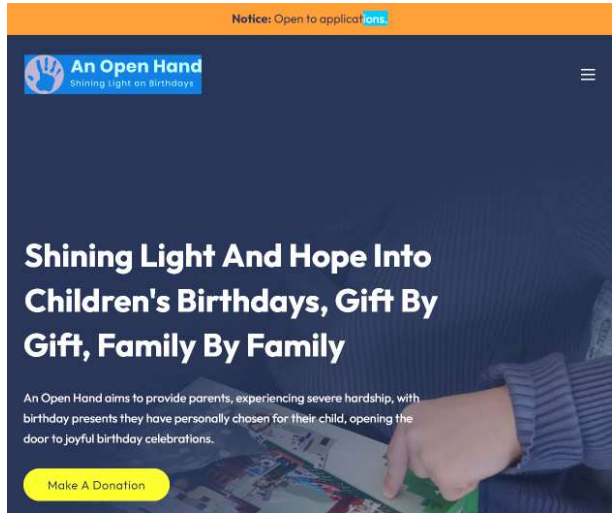 Notice: Open to applications.
An Open Hand
Shining Light on Birthdays
Shining Light And Hope Into
Children's Birthdays, Gift By
Gift, Family By Family
An Open Hand aims to provide parents, experiencing severe hardship, with
birthday presents they have personally chosen for their child, opening the
door to joyful birthday celebrations.
Make A Donation